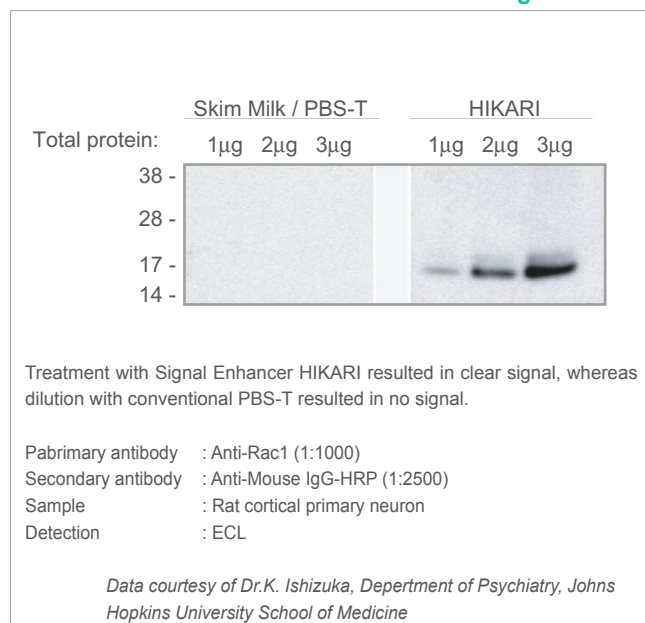 Skim Milk / PBS-T HIKARI
Total protein: 1µg 2µg 3µg 1µg 2µg 3µg
38 -
28 -
17 -
14 -
Treatment with Signal Enhancer HIKARI resulted in clear signal, whereas
dilution with conventional PBS-T resulted in no signal.
Pabrimary antibody : Anti-Rac1 (1:1000)
Secondary antibody : Anti-Mouse IgG-HRP (1:2500)
Sample : Rat cortical primary neuron
Detection : ECL
Data courtesy of Dr.K. Ishizuka, Depertment of Psychiatry, Johns
Hopkins University School of Medicine